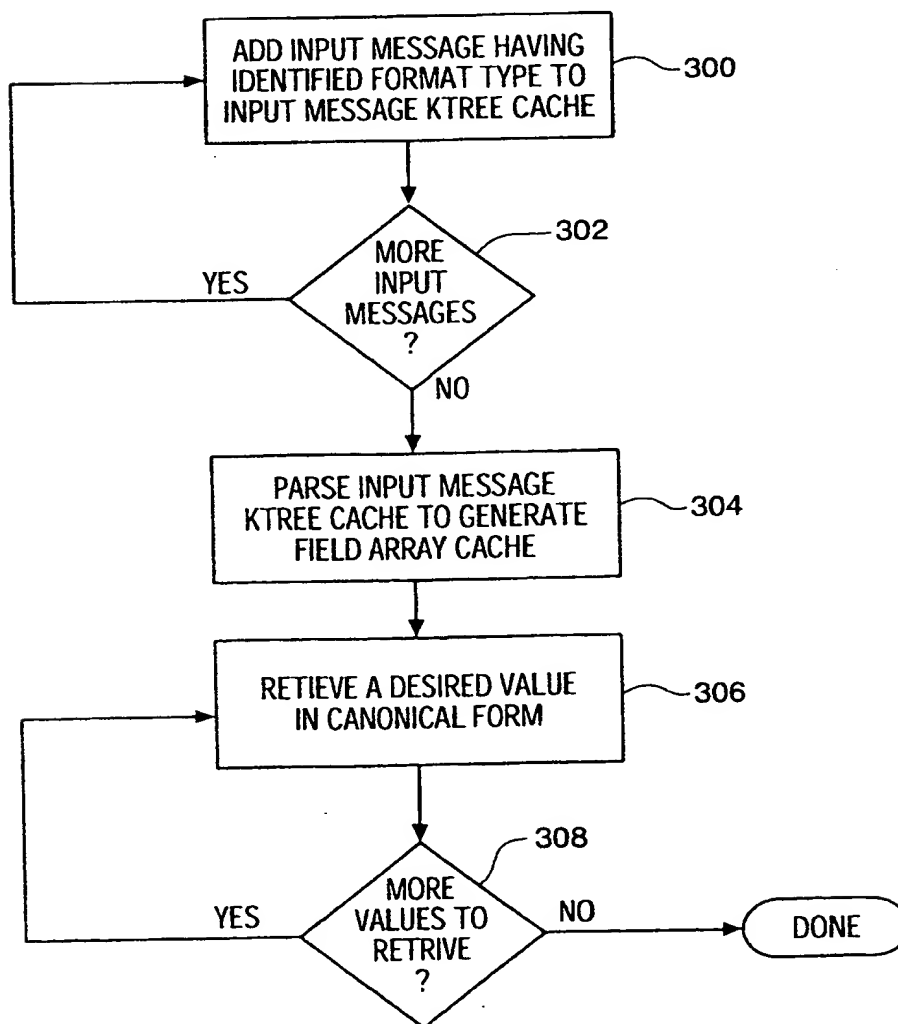 ADD INPUT MESSAGE HAVING
IDENTIFIED FORMAT TYPE TO
INPUT MESSAGE KTREE CACHE
300
MORE
INPUT
MESSAGES
?
302
YES
NO
PARSE INPUT MESSAGE
KTREE CACHE TO GENERATE
FIELD ARRAY CACHE
304
RETIEVE A DESIRED VALUE
IN CANONICAL FORM
306
MORE
VALUES TO
RETRIVE
?
308
YES
NO
DONE